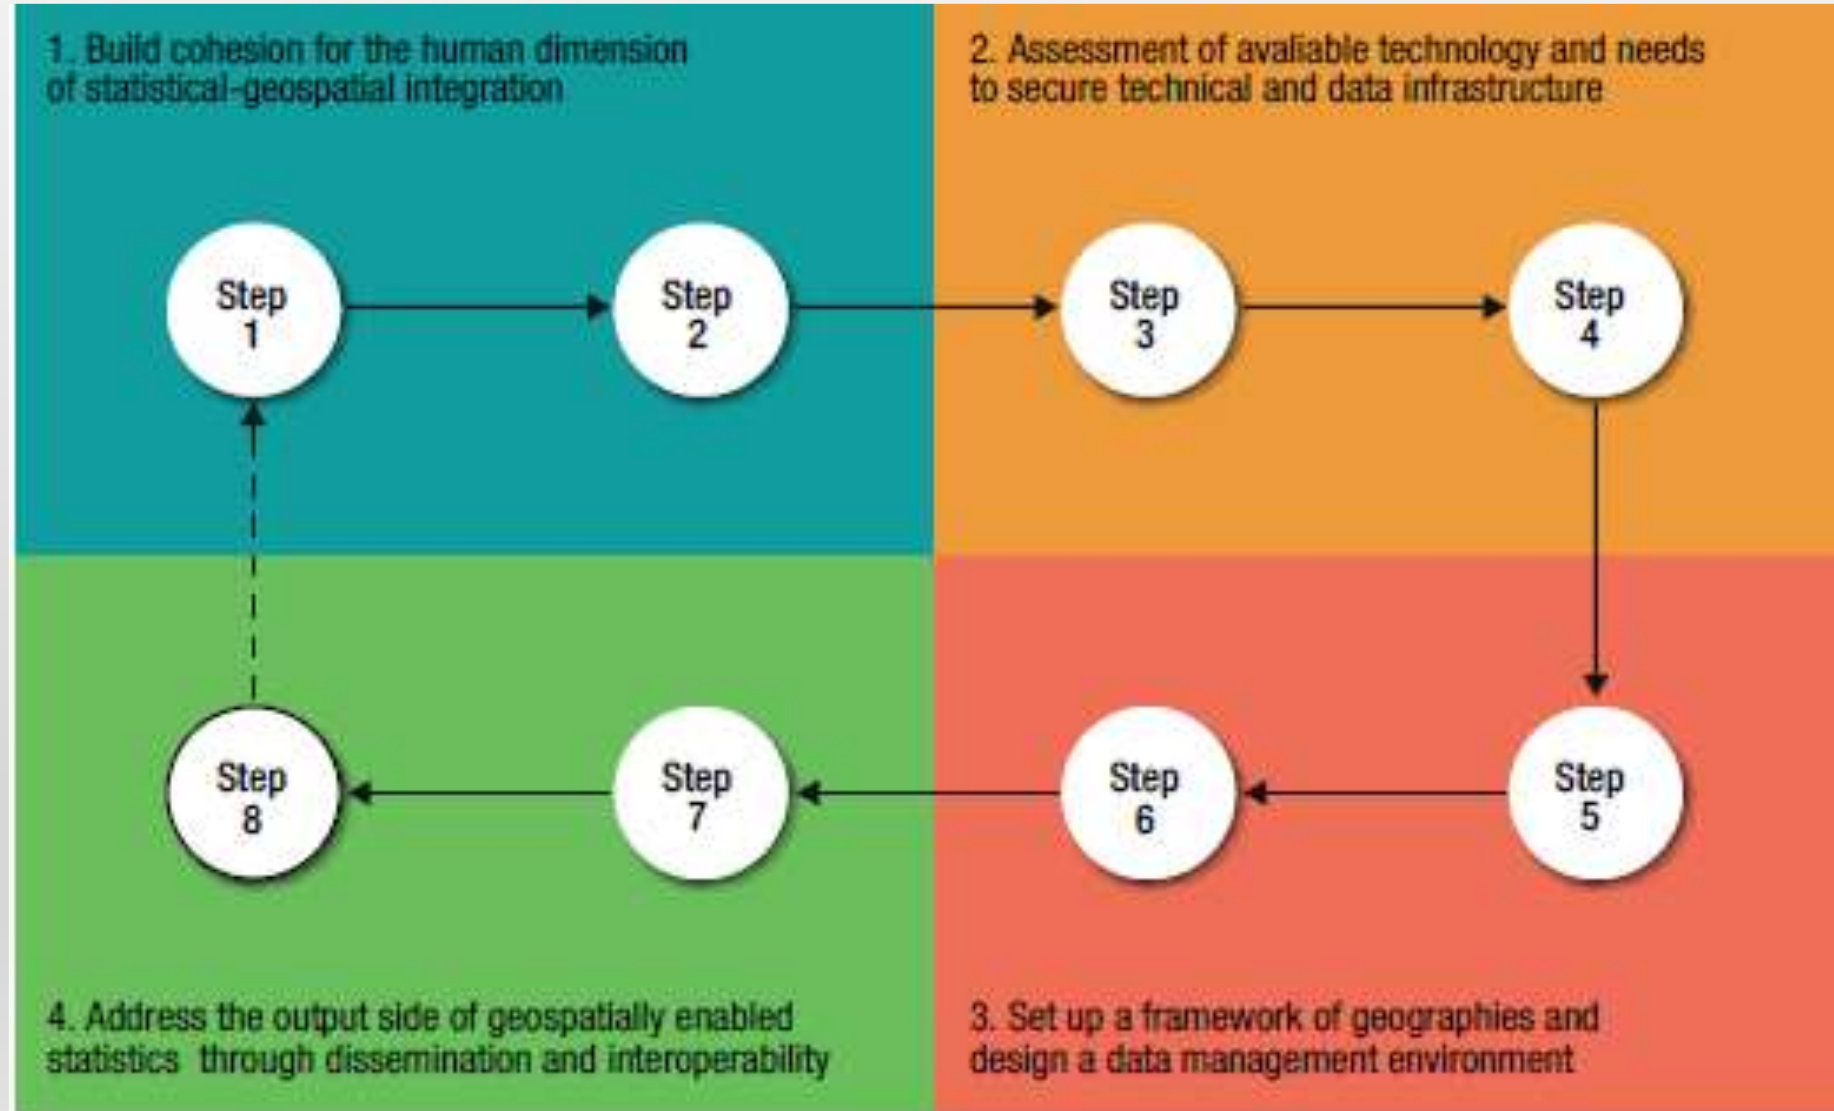 1. Build cohesion for the human dimension
of statistical-geospatial integration
2. Assessment of avaliable technology and needs
to secure technical and data infrastructure
Step
1
Step
2
Step
3
Step
4
Step
8
Step
7
Step
6
Step
5
4. Address the output side of geospatially enabled
statistics through dissemination and interoperability
3. Set up a framework of geographies and
design a data management environment